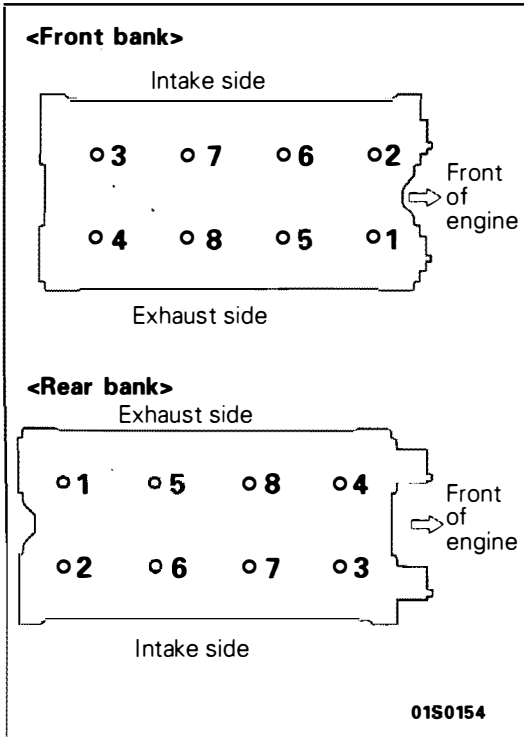 <Front bank>
Intake side
3 7 6 2
Front
of
engine
4 8 5 1
Exhaust side
<Rear bank>
Exhaust side
1 5 8 4
Front
of
engine
2 6 7 3
Intake side
01S0154